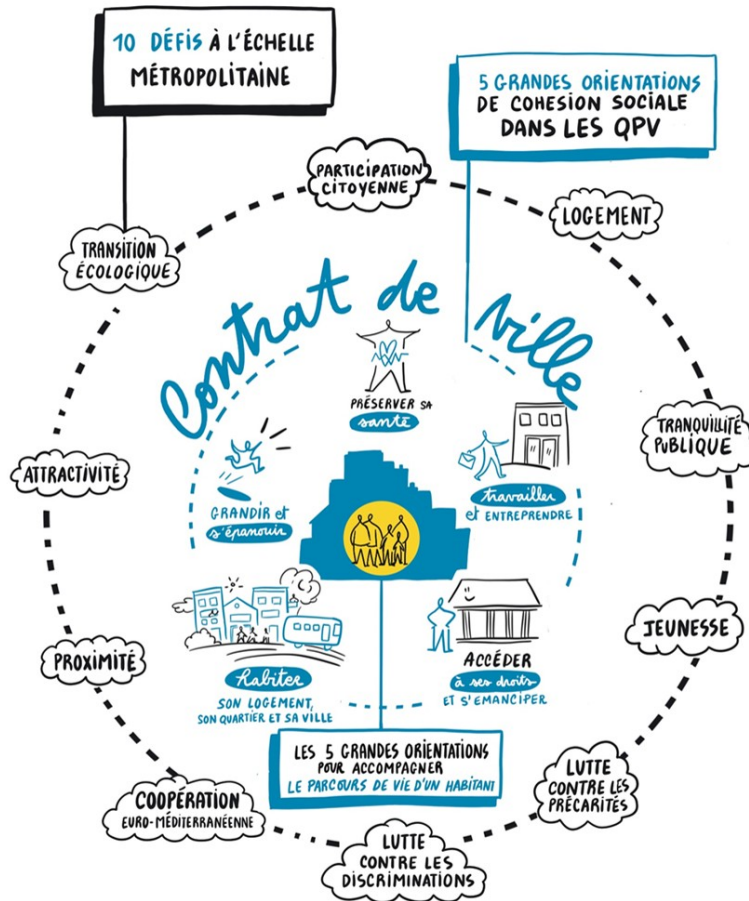 10 DÉFIS À L'ÉCHELLE
MÉTROPOLITAINE
5 GRANDES ORIENTATIONS
DE COHESION SOCIALE
DANS LES QPV
PARTICIPATION
CITOYENNE
LOGEMENT
TRANSITION
ÉCOLOGIQUE
Contrat de ville
PRÉSERVER SA
santé
TRANQUILLITÉ
PUBLIQUE
ATTRACTIVITÉ
GRANDIR et
s'épanouir
travailler
et ENTREPRENDRE
JEUNESSE
PROXIMITÉ
habiter
SON LOGEMENT,
SON QUARTIER ET SA VILLE
ACCÉDER
à ses droits
ET S'EMANCIPER
LES 5 GRANDES ORIENTATIONS
POUR ACCOMPAGNER
LE PARCOURS DE VIE D'UN HABITANT
LUTTE
CONTRE LES
PRÉCARITÉS
COOPÉRATION
EURO-MÉDITERRANÉENNE
LUTTE
CONTRE LES
DISCRIMINATIONS